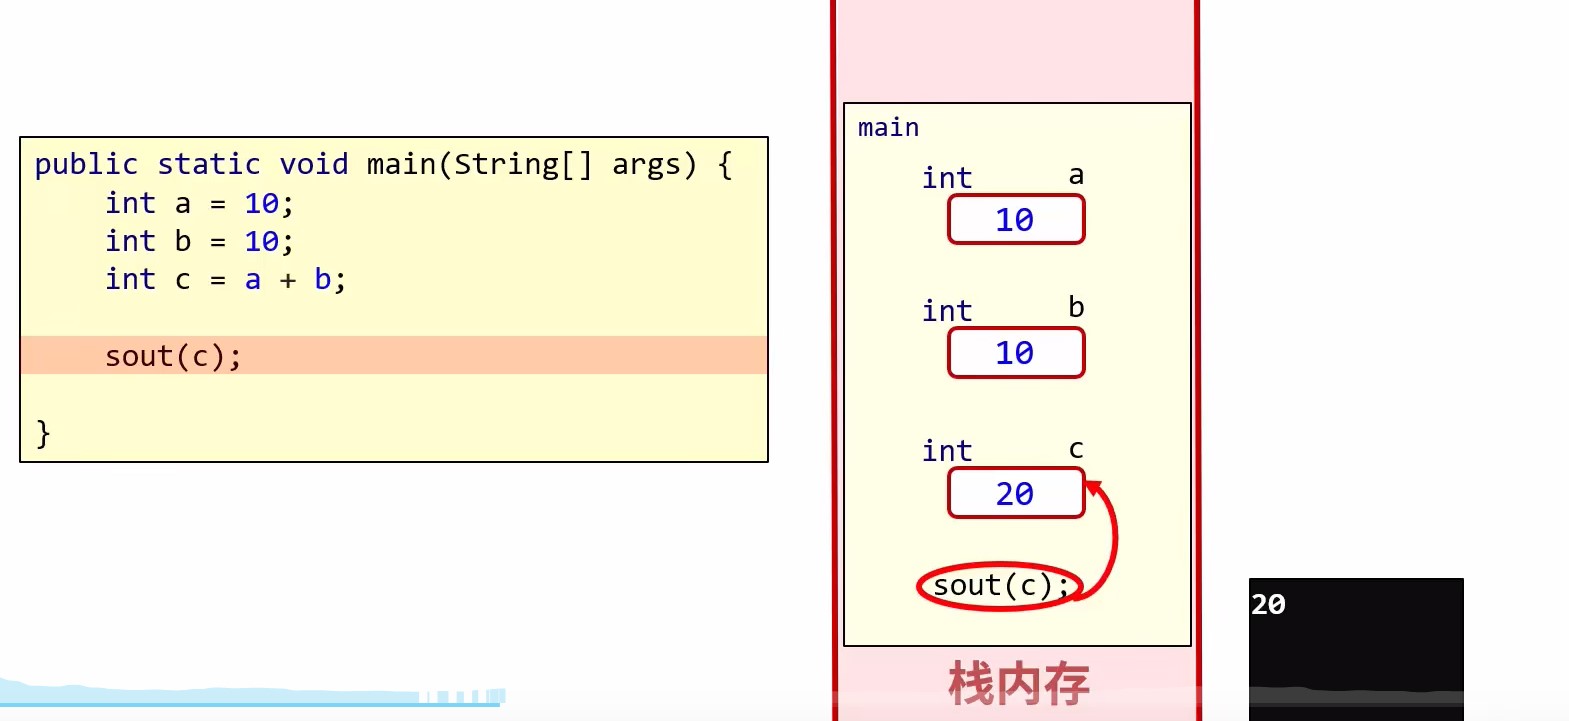 public static void main(String[] args) {
    int a = 10;
    int b = 10;
    int c = a + b;
    sout(c);
}
main
int a
10
int b
10
int c
20
sout(c);
栈内存
20